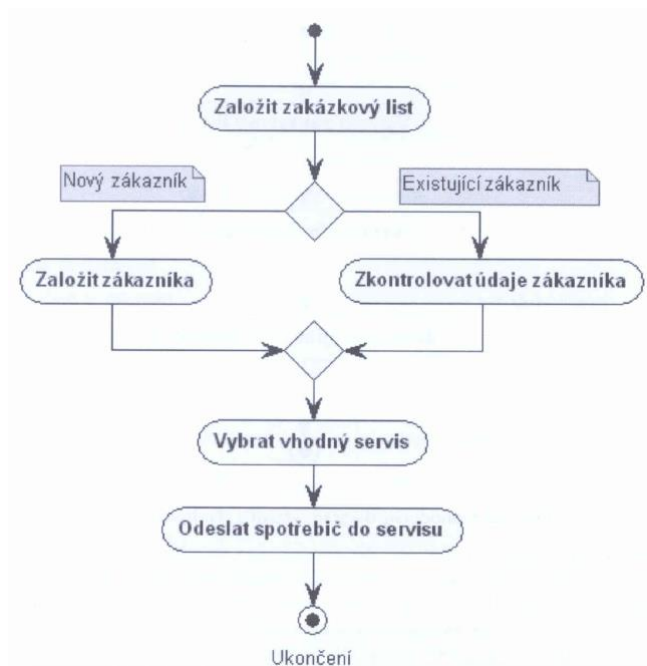 Založit zakázkový list
Nový zákazník
Existující zákazník
Založit zákazníka
Zkontrolovat údaje zákazníka
Vybrat vhodný servis
Odeslat spotřebič do servisu
Ukončení